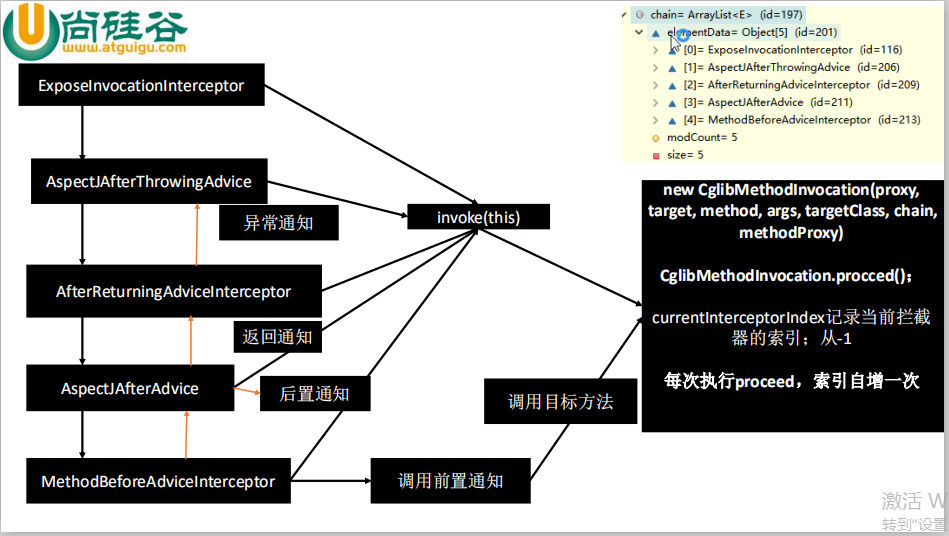 尚硅谷
www.atguigu.com
chain= ArrayList<E> (id=197)
elementData= Object[5] (id=201)
[0]= ExposeInvocationInterceptor (id=116)
[1]= AspectJAfterThrowingAdvice (id=206)
[2]= AfterReturningAdviceInterceptor (id=209)
[3]= AspectJAfterAdvice (id=211)
[4]= MethodBeforeAdviceInterceptor (id=213)
modCount= 5
size= 5
ExposeInvocationInterceptor
AspectJAfterThrowingAdvice
异常通知
invoke(this)
AfterReturningAdviceInterceptor
返回通知
AspectJAfterAdvice
后置通知
MethodBeforeAdviceInterceptor
调用前置通知
调用目标方法
new CglibMethodInvocation(proxy,
target, method, args, targetClass, chain,
methodProxy)
CglibMethodInvocation.procced();
currentInterceptorIndex记录当前拦截
器的索引；从-1
每次执行proceed，索引自增一次
激活 W
转到"设置